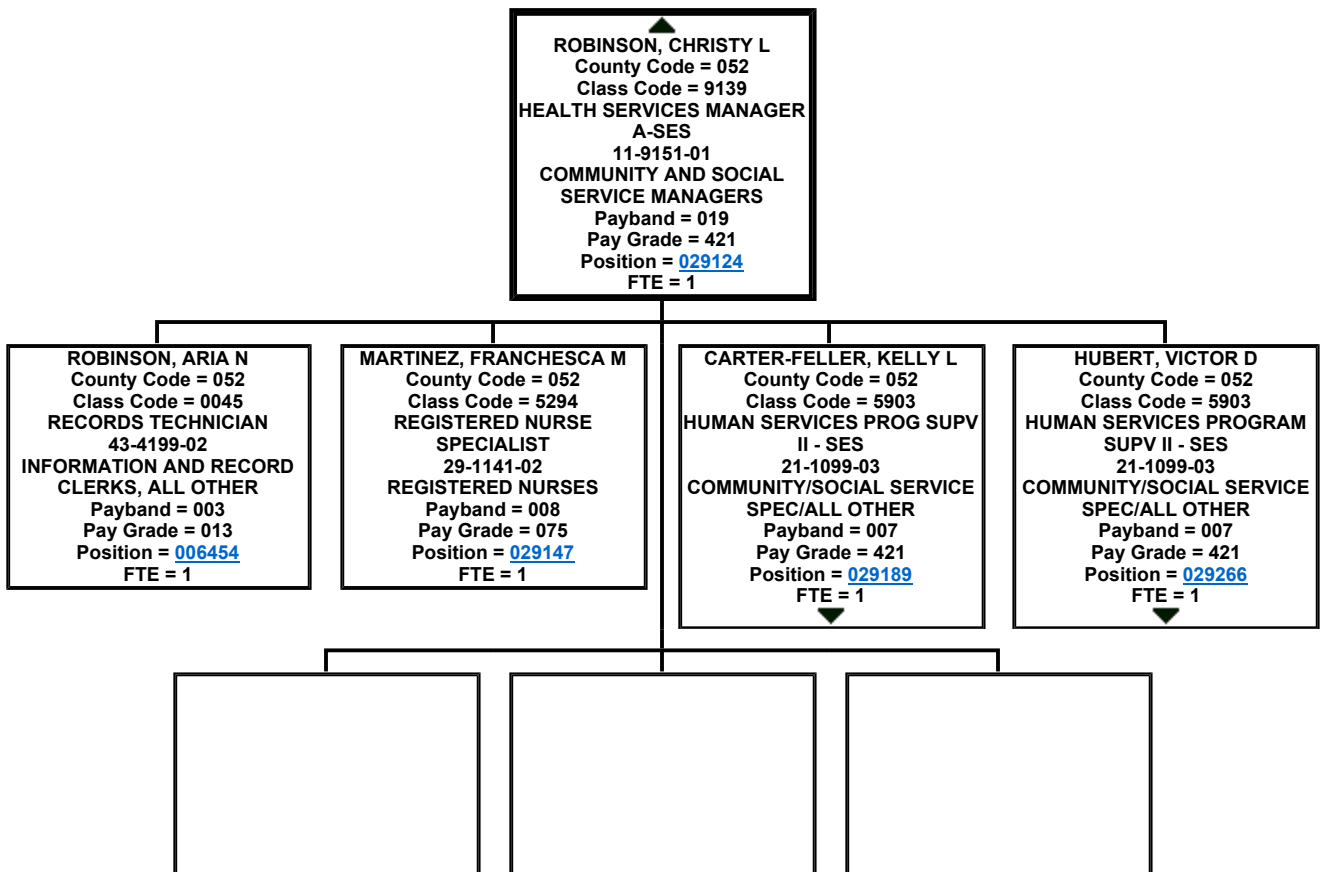 ROBINSON, CHRISTY L
County Code = 052
Class Code = 9139
HEALTH SERVICES MANAGER
A-SES
11-9151-01
COMMUNITY AND SOCIAL
SERVICE MANAGERS
Payband = 019
Pay Grade = 421
Position = 029124
FTE = 1
ROBINSON, ARIA N
County Code = 052
Class Code = 0045
RECORDS TECHNICIAN
43-4199-02
INFORMATION AND RECORD
CLERKS, ALL OTHER
Payband = 003
Pay Grade = 013
Position = 006454
FTE = 1
MARTINEZ, FRANCHESCA M
County Code = 052
Class Code = 5294
REGISTERED NURSE
SPECIALIST
29-1141-02
REGISTERED NURSES
Payband = 008
Pay Grade = 075
Position = 029147
FTE = 1
CARTER-FELLER, KELLY L
County Code = 052
Class Code = 5903
HUMAN SERVICES PROG SUPV
II - SES
21-1099-03
COMMUNITY/SOCIAL SERVICE
SPEC/ALL OTHER
Payband = 007
Pay Grade = 421
Position = 029189
FTE = 1
HUBERT, VICTOR D
County Code = 052
Class Code = 5903
HUMAN SERVICES PROGRAM
SUPV II - SES
21-1099-03
COMMUNITY/SOCIAL SERVICE
SPEC/ALL OTHER
Payband = 007
Pay Grade = 421
Position = 029266
FTE = 1